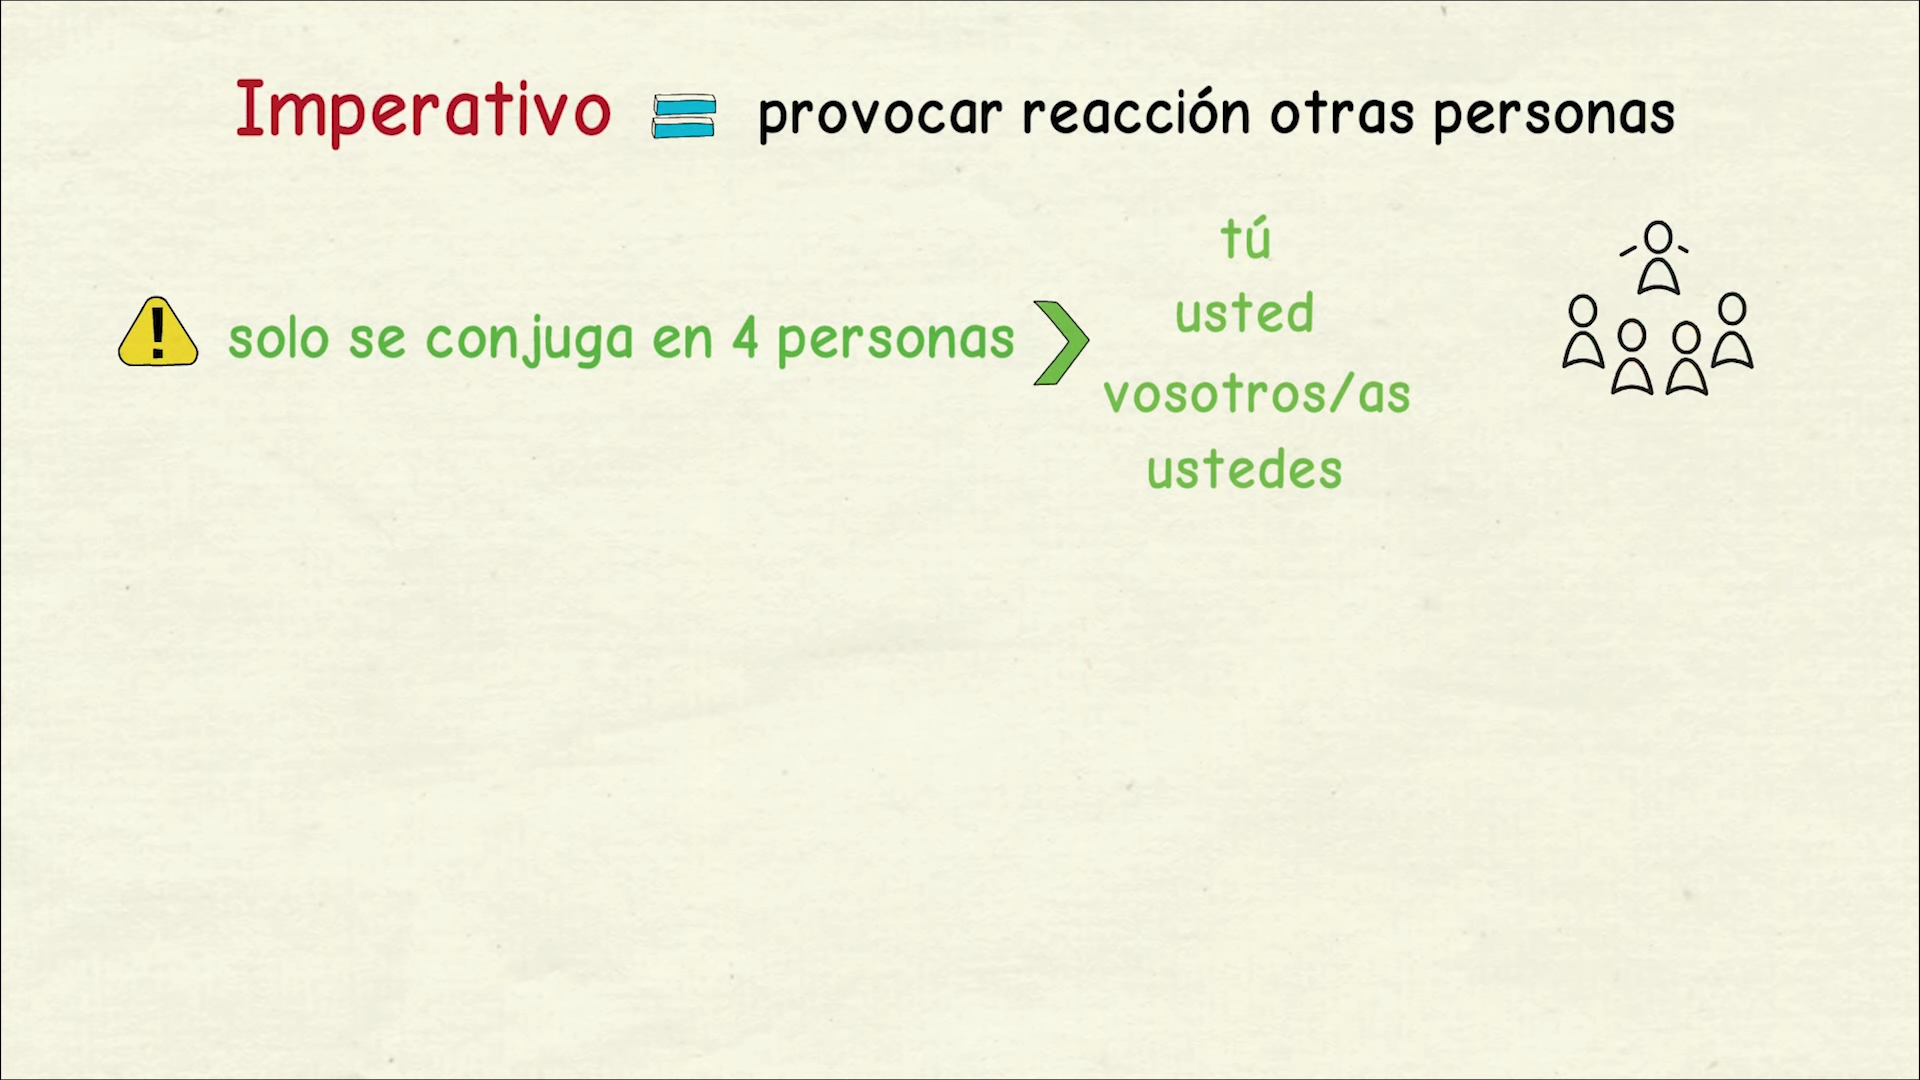 Imperativo = provocar reacción otras personas
tú
usted
! solo se conjuga en 4 personas
vosotros/as
ustedes